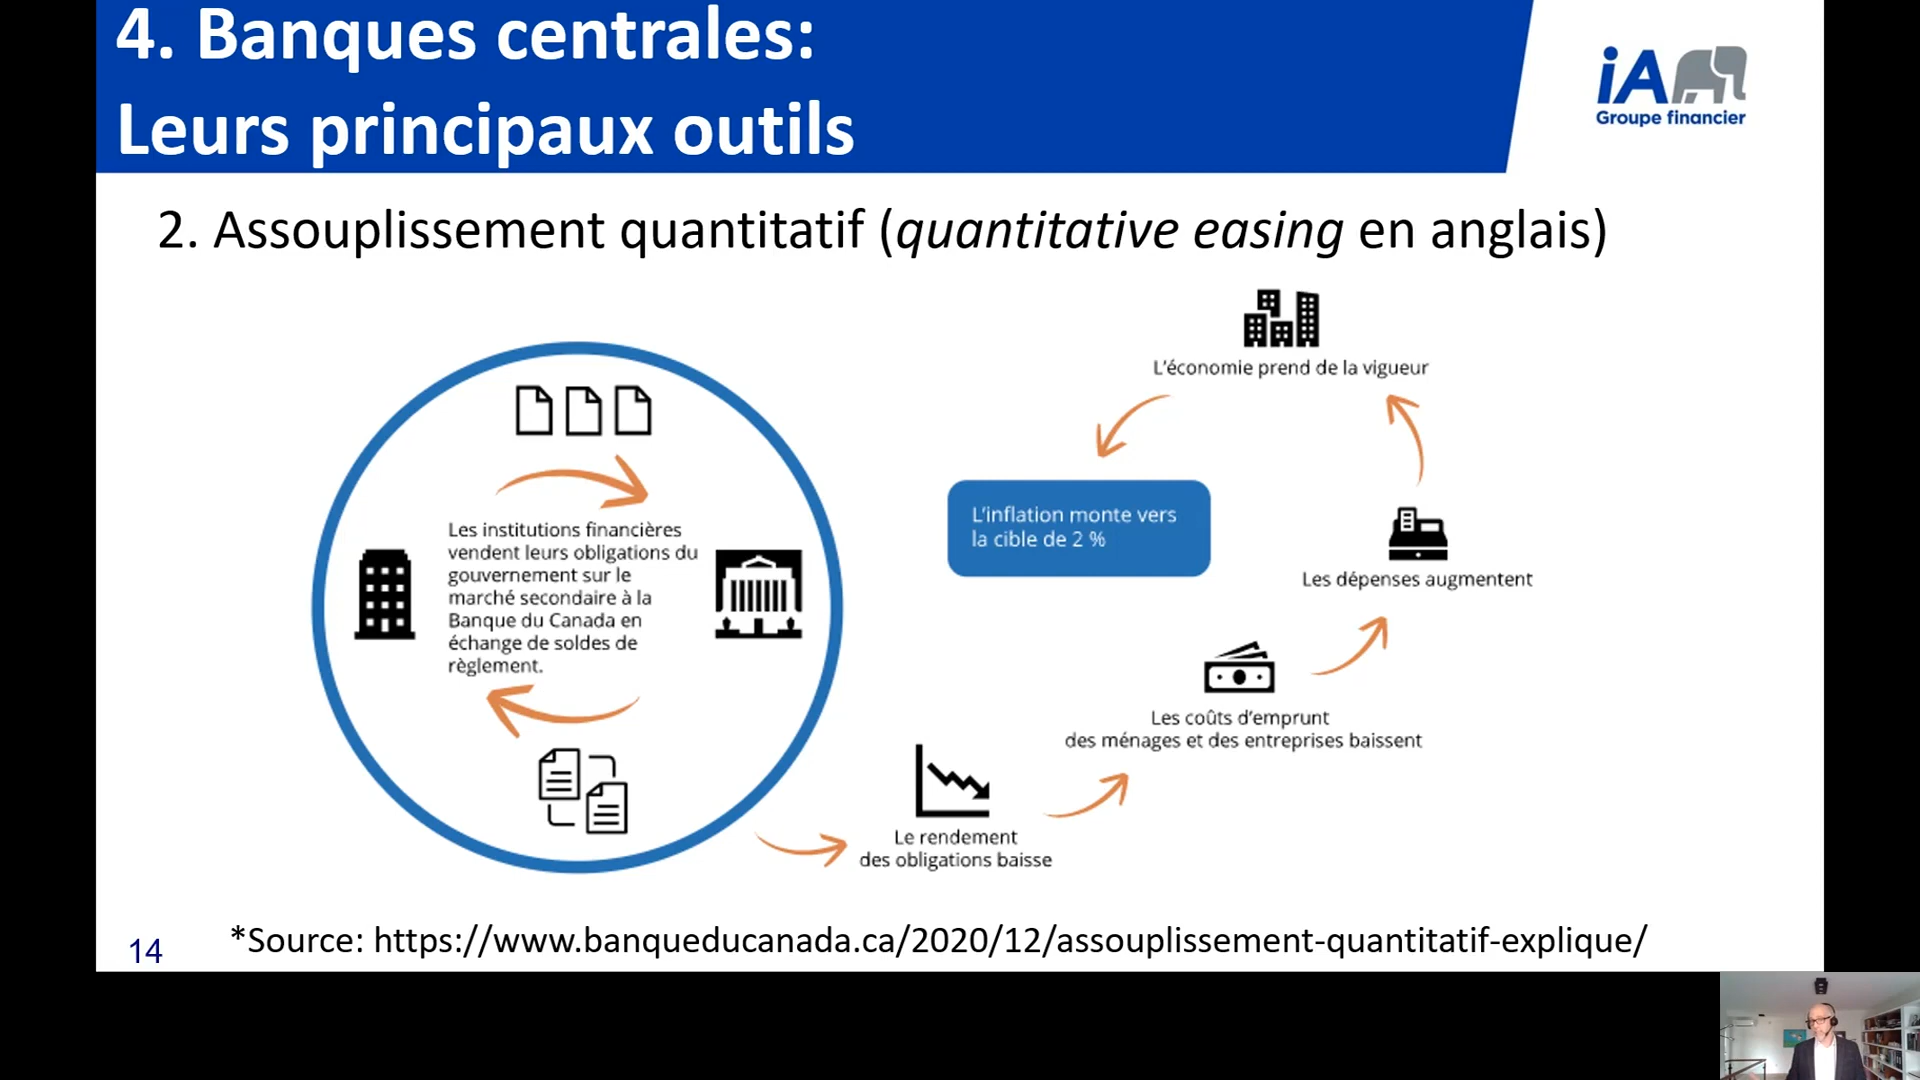 4. Banques centrales:
Leurs principaux outils
iA
Groupe financier
2. Assouplissement quantitatif (quantitative easing en anglais)
Les institutions financières
vendent leurs obligations du
gouvernement sur le
marché secondaire à la
Banque du Canada en
échange de soldes de
règlement.
Le rendement
des obligations baisse
Les coûts d’emprunt
des ménages et des entreprises baissent
Les dépenses augmentent
L’économie prend de la vigueur
L’inflation monte vers
la cible de 2 %
14
*Source: https://www.banqueducanada.ca/2020/12/assouplissement-quantitatif-explique/